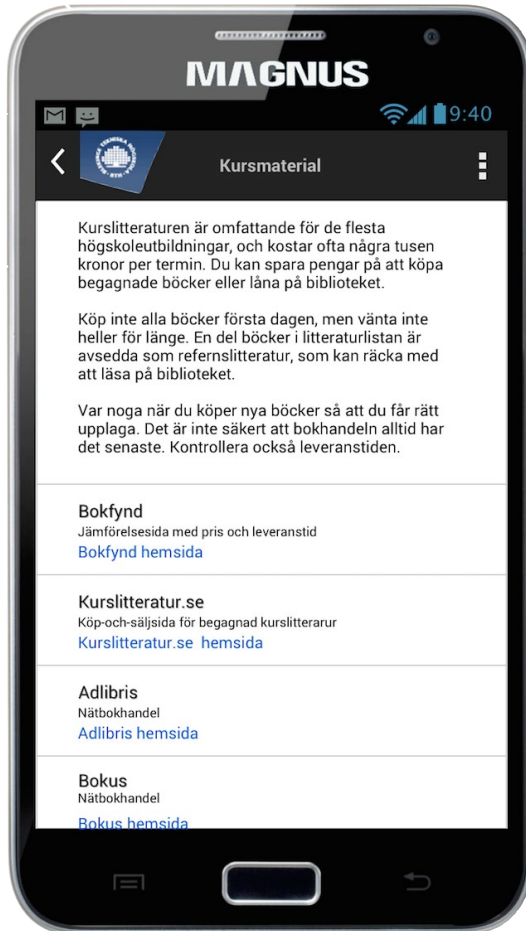 MAGNUS
9:40
Kursmaterial
Kurslitteraturen är omfattande för de flesta
högskoleutbildningar, och kostar ofta några tusen
kronor per termin. Du kan spara pengar på att köpa
begagnade böcker eller låna på biblioteket.
Köp inte alla böcker första dagen, men vänta inte
heller för länge. En del böcker i litteraturlistan är
avsedda som refernslitteratur, som kan räcka med
att läsa på biblioteket.
Var noga när du köper nya böcker så att du får rätt
upplaga. Det är inte säkert att bokhandeln alltid har
det senaste. Kontrollera också leveranstiden.
Bokfynd
Jämförelsesida med pris och leveranstid
Bokfynd hemsida
Kurslitteratur.se
Köp-och-säljsida för begagnad kurslitterarur
Kurslitteratur.se hemsida
Adlibris
Nätbokhandel
Adlibris hemsida
Bokus
Nätbokhandel
Bokus hemsida